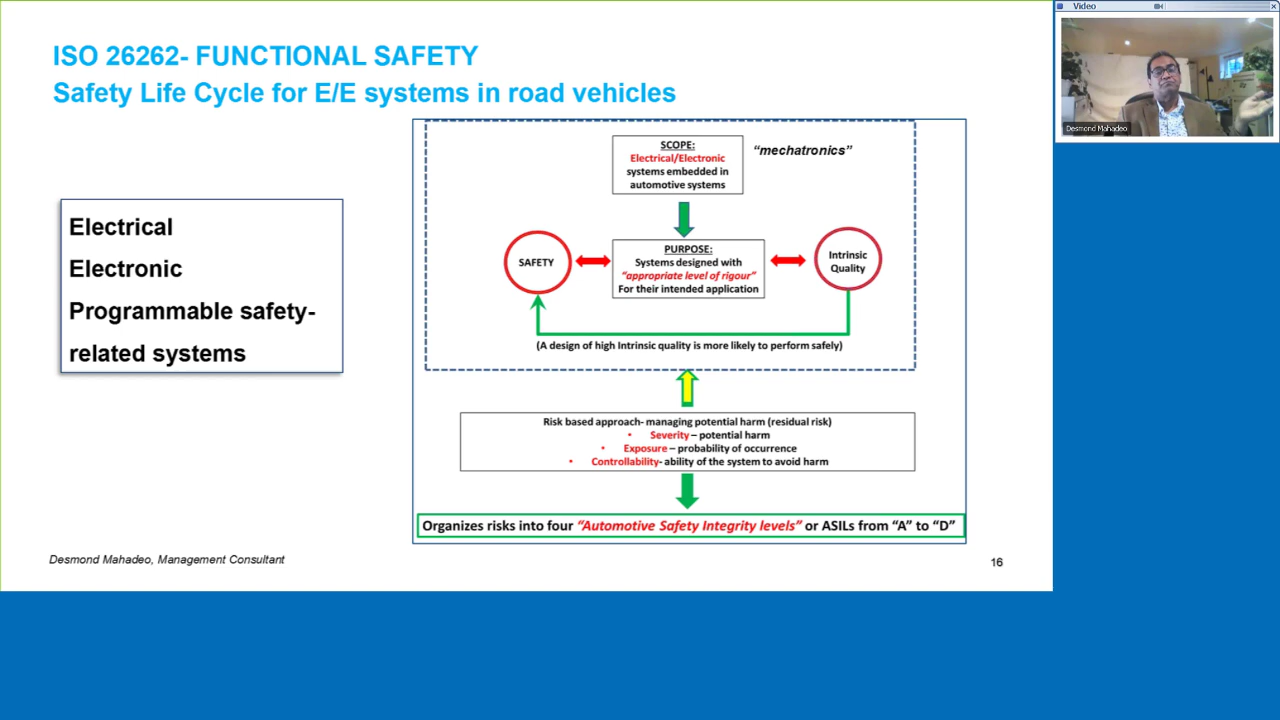 ISO 26262- FUNCTIONAL SAFETY
Safety Life Cycle for E/E systems in road vehicles
Electrical
Electronic
Programmable safety-
related systems
SCOPE:
Electrical/Electronic
systems embedded in
automotive systems
“mechatronics”
SAFETY
PURPOSE:
Systems designed with
“appropriate level of rigour”
For their intended application
Intrinsic
Quality
(A design of high Intrinsic quality is more likely to perform safely)
Risk based approach- managing potential harm (residual risk)
• Severity – potential harm
• Exposure – probability of occurrence
• Controllability- ability of the system to avoid harm
Organizes risks into four “Automotive Safety Integrity levels” or ASILs from “A” to “D”
Desmond Mahadeo, Management Consultant
16
Video
Desmond Mahadeo